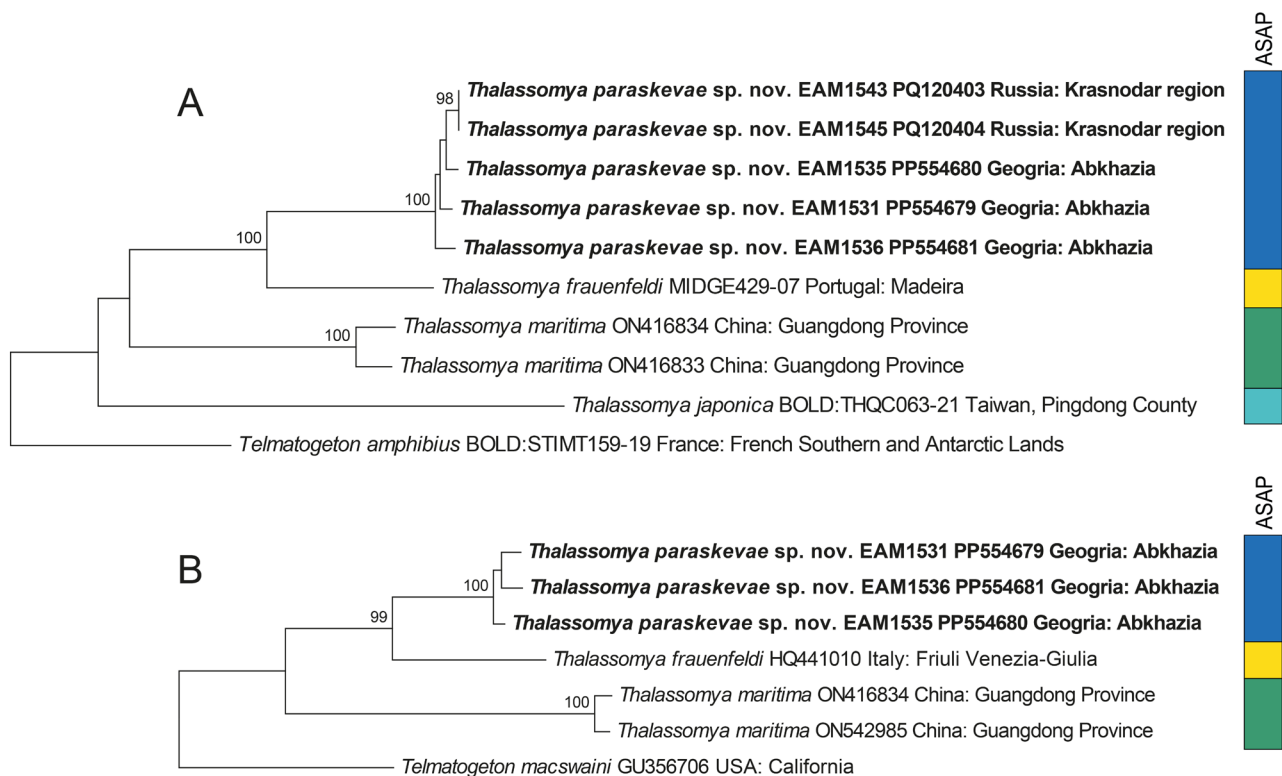 ASAP
A
98
Thalassomya paraskevae sp. nov. EAM1543 PQ120403 Russia: Krasnodar region
Thalassomya paraskevae sp. nov. EAM1545 PQ120404 Russia: Krasnodar region
Thalassomya paraskevae sp. nov. EAM1535 PP554680 Geogria: Abkhazia
100
Thalassomya paraskevae sp. nov. EAM1531 PP554679 Geogria: Abkhazia
100
Thalassomya paraskevae sp. nov. EAM1536 PP554681 Geogria: Abkhazia
Thalassomya frauenfeldi MIDGE429-07 Portugal: Madeira
100
Thalassomya maritima ON416834 China: Guangdong Province
Thalassomya maritima ON416833 China: Guangdong Province
Thalassomya japonica BOLD:THQC063-21 Taiwan, Pingdong County
Telmatogeton amphibius BOLD:STIMT159-19 France: French Southern and Antarctic Lands
ASAP
B
Thalassomya paraskevae sp. nov. EAM1531 PP554679 Geogria: Abkhazia
100
Thalassomya paraskevae sp. nov. EAM1536 PP554681 Geogria: Abkhazia
99
Thalassomya paraskevae sp. nov. EAM1535 PP554680 Geogria: Abkhazia
Thalassomya frauenfeldi HQ441010 Italy: Friuli Venezia-Giulia
100
Thalassomya maritima ON416834 China: Guangdong Province
Thalassomya maritima ON542985 China: Guangdong Province
Telmatogeton macswaini GU356706 USA: California